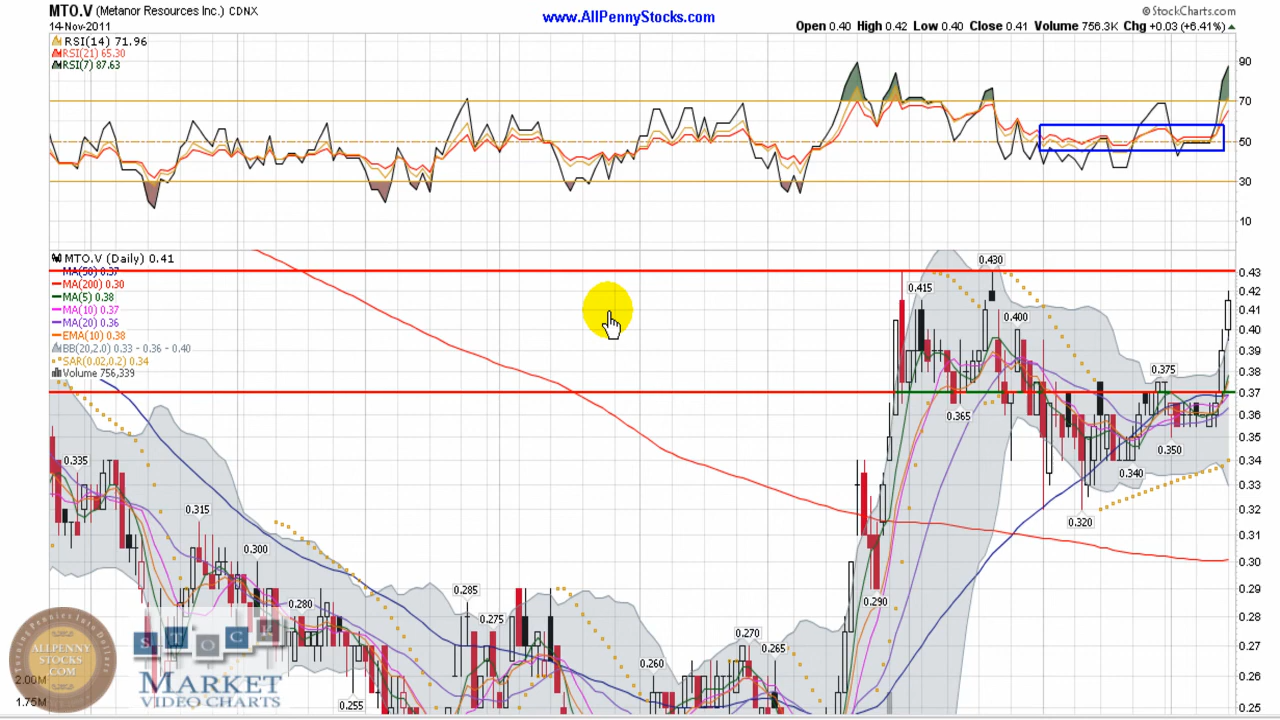 MTO.V (Metanor Resources Inc.) CDNX
www.AllPennyStocks.com
© StockCharts.com
14-Nov-2011
Open 0.40 High 0.42 Low 0.40 Close 0.41 Volume 756.3K Chg +0.03 (+6.41%)
RSI(14) 71.96
RSI(21) 65.30
RSI(7) 87.63
90
70
50
30
10
MTO.V (Daily) 0.41
MA(50) 0.37
MA(200) 0.30
MA(5) 0.38
MA(10) 0.37
MA(20) 0.36
EMA(10) 0.38
BB(20,2.0) 0.33 - 0.36 - 0.40
SAR(0.02,0.2) 0.34
Volume 756,339
0.430
0.415
0.400
0.375
0.365
0.350
0.340
0.320
0.335
0.315
0.300
0.290
0.280
0.285
0.275
0.270
0.265
0.260
0.255
0.43
0.42
0.41
0.40
0.39
0.38
0.37
0.36
0.35
0.34
0.33
0.32
0.31
0.30
0.29
0.28
0.27
0.26
0.25
2.00M
1.75M
Turning Pennies Into Dollars
ALLPENNY
STOCKS
.COM
STOCK
MARKET
VIDEO CHARTS